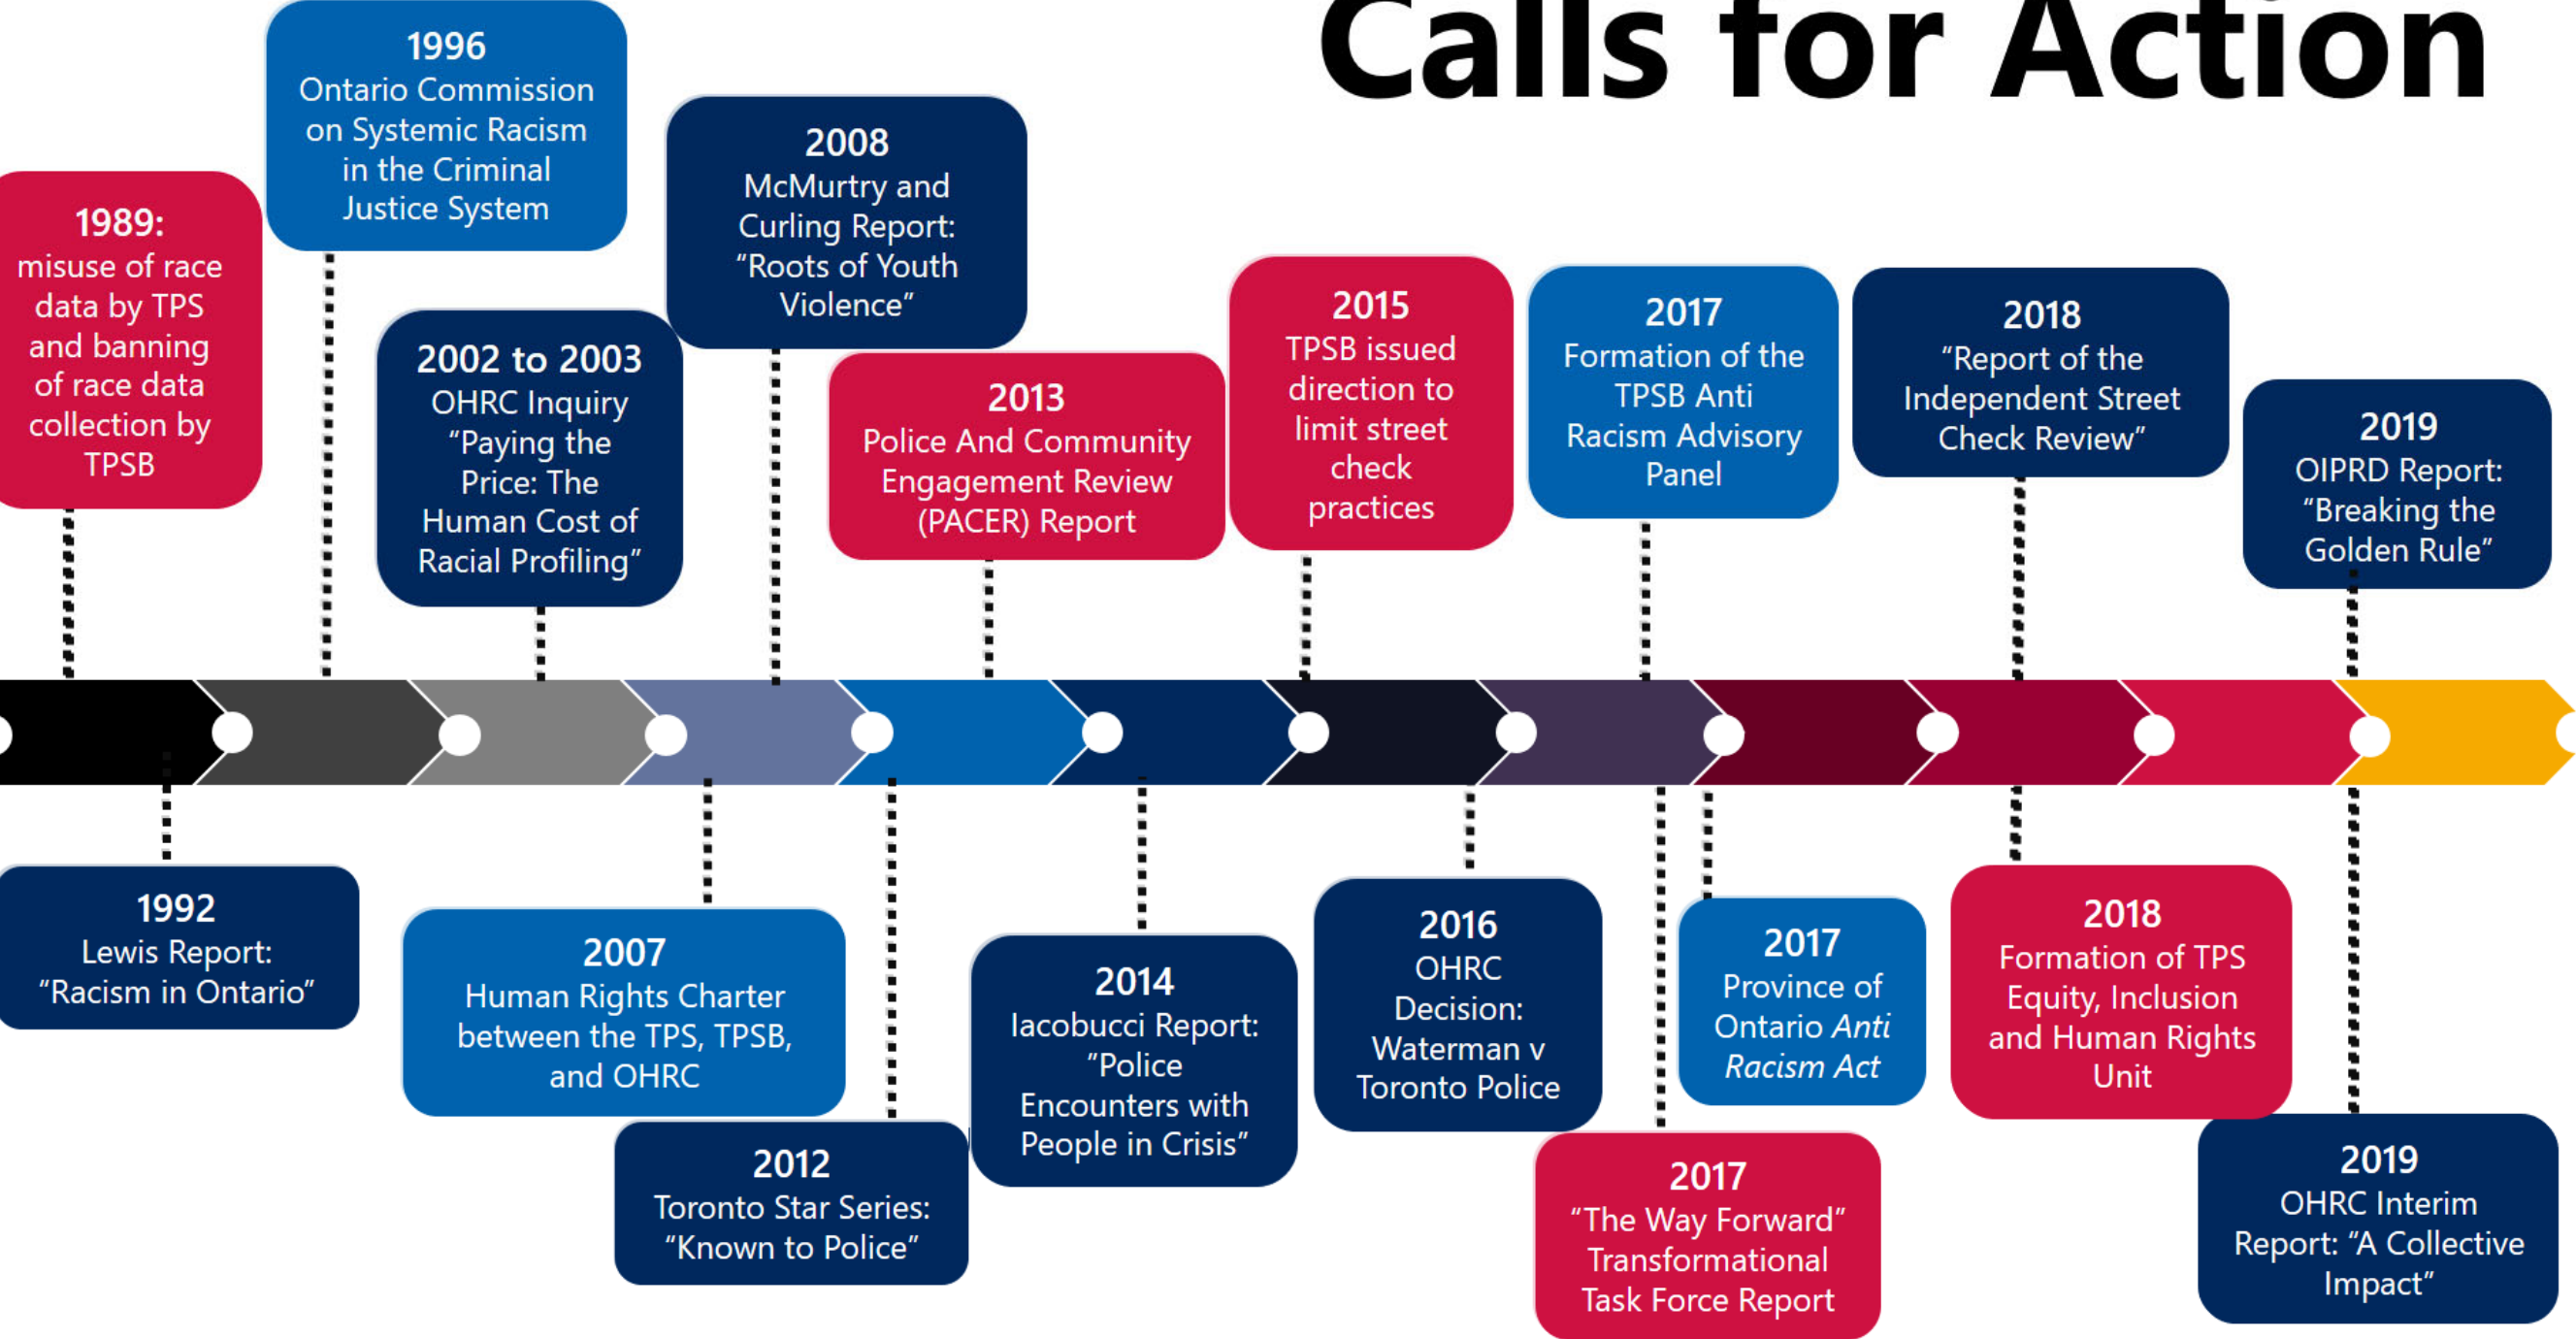 Calls for Action
1989:
misuse of race
data by TPS
and banning
of race data
collection by
TPSB
1996
Ontario Commission
on Systemic Racism
in the Criminal
Justice System
2002 to 2003
OHRC Inquiry
“Paying the
Price: The
Human Cost of
Racial Profiling”
2008
McMurtry and
Curling Report:
“Roots of Youth
Violence”
2013
Police And Community
Engagement Review
(PACER) Report
2015
TPSB issued
direction to
limit street
check
practices
2017
Formation of the
TPSB Anti
Racism Advisory
Panel
2018
“Report of the
Independent Street
Check Review”
2019
OIPRD Report:
“Breaking the
Golden Rule”
1992
Lewis Report:
“Racism in Ontario”
2007
Human Rights Charter
between the TPS, TPSB,
and OHRC
2012
Toronto Star Series:
“Known to Police”
2014
Iacobucci Report:
”Police
Encounters with
People in Crisis”
2016
OHRC
Decision:
Waterman v
Toronto Police
2017
“The Way Forward”
Transformational
Task Force Report
2017
Province of
Ontario Anti
Racism Act
2018
Formation of TPS
Equity, Inclusion
and Human Rights
Unit
2019
OHRC Interim
Report: “A Collective
Impact”